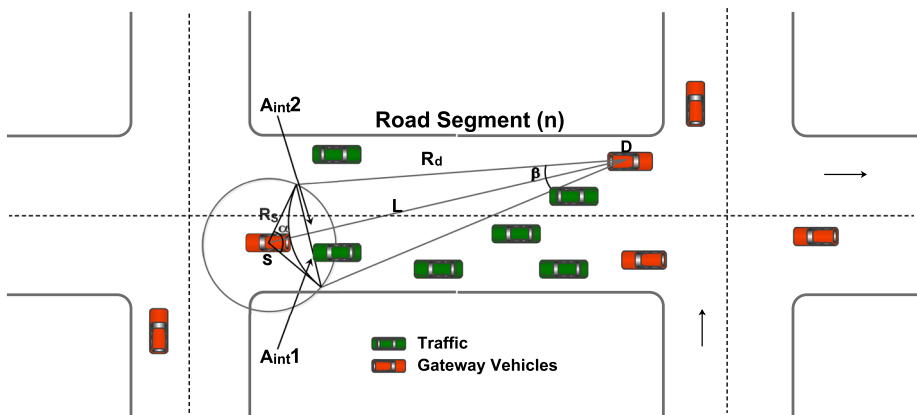 Aint2
Road Segment (n)
Rd
D
β
L
Rs
α
S
Aint1
Traffic
Gateway Vehicles